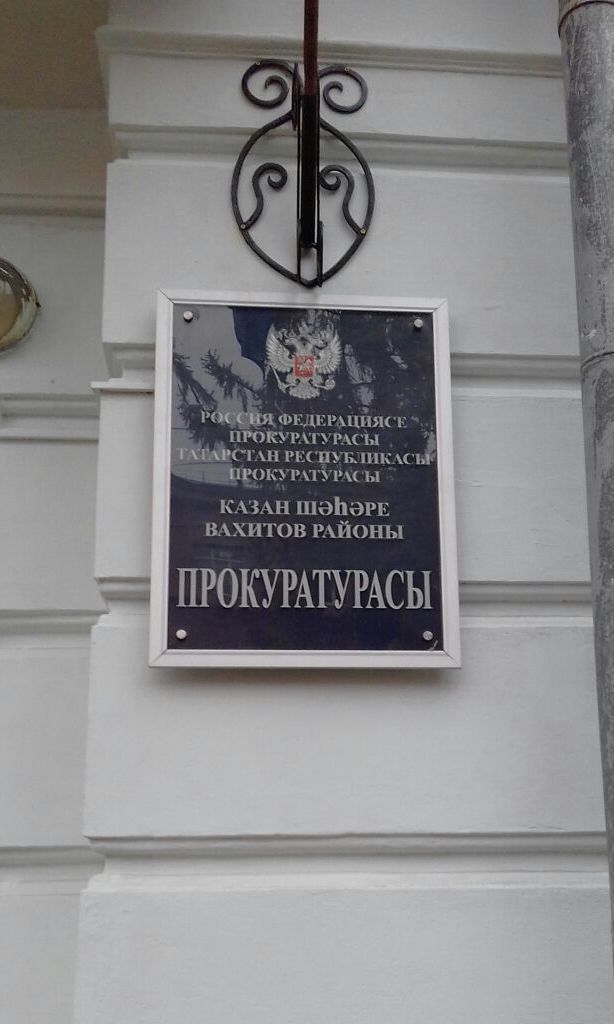 РОССИЯ ФЕДЕРАЦИЯСЕ
ПРОКУРАТУРАСЫ
ТАТАРСТАН РЕСПУБЛИКАСЫ
ПРОКУРАТУРАСЫ
КАЗАН ШӘҺӘРЕ
ВАХИТОВ РАЙОНЫ
ПРОКУРАТУРАСЫ